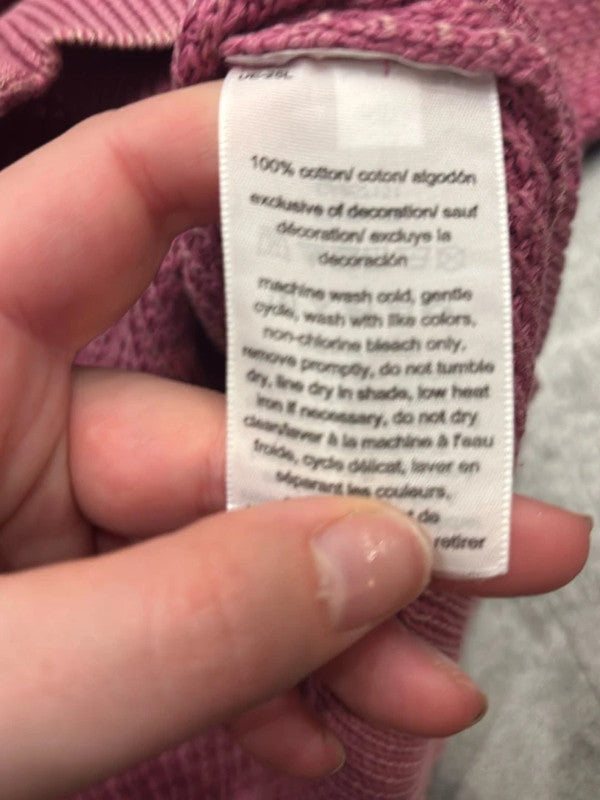 100% cotton/ coton/ algodón
exclusive of decoration/ sauf
décoration/ excluye la
decoración
machine wash cold, gentle
cycle, wash with like colors,
non-chlorine bleach only,
remove promptly, do not tumble
dry, line dry in shade, low heat
iron if necessary, do not dry
clean/laver à la machine à l'eau
froide, cycle délicat, laver en
séparant les couleurs,
de
retirer